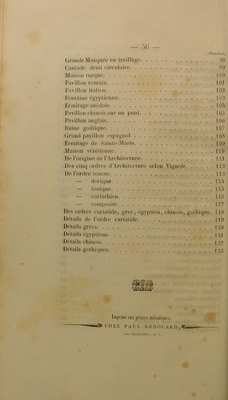 — 56 —
Grande Mosquée en treillage. 98
Cascade demi circulaire. 99
Maison turque. 100
Pavillon romain. 101
Pavillon italien. 102
Fontaine égyptienne. 103
Ermitage suédois. 104
Pavillon chinois sur un pont. 105
Pavillon anglais. 106
Ruine gothique. 107
Grand pavillon espagnol 108
Ermitage de Sainte-Marie. 109
Maison vénitienne. 110
De l'origine de l'Architecture. 111
Des cinq ordres d'Architecture selon Vignole. 112
De l'ordre toscan 113
— dorique. 114
— ionique. 115
— corinthien. 116
— composite. 117
Des ordres cariatide, grec, égyptien, chinois, gothique. 118
Détails de l'ordre cariatide. 119
Détails grecs. 120
Détails égyptiens. 121
Détails chinois. 122
Détails gothiques. 123
Imprimé aux presses mécaniques.
CHEZ PAUL RENOUARD,